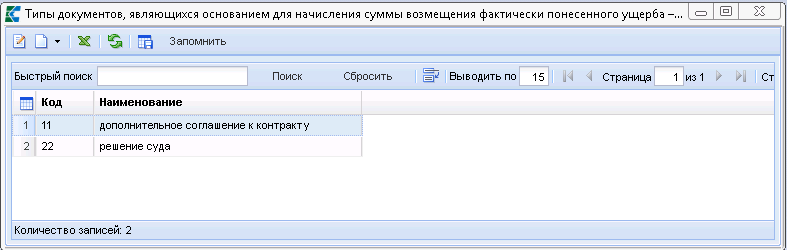 Типы документов, являющихся основанием для начисления суммы возмещения фактически понесенного ущерба –...
Запомнить
Быстрый поиск Поиск Сбросить Выводить по 15 Страница 1 из 1 Ст
Код Наименование
1 11 дополнительное соглашение к контракту
2 22 решение суда
Количество записей: 2